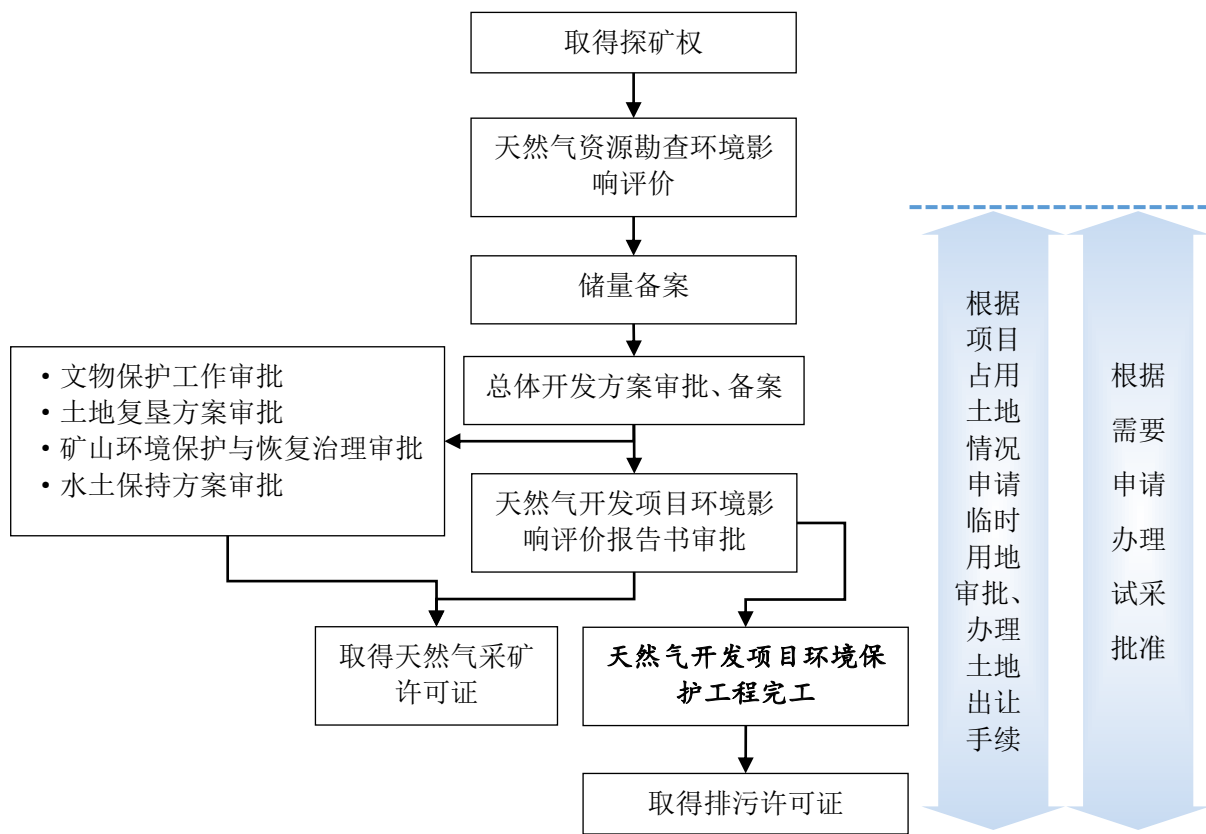 取得探矿权
天然气资源勘查环境影
响评价
储量备案
总体开发方案审批、备案
·文物保护工作审批
·土地复垦方案审批
·矿山环境保护与恢复治理审批
·水土保持方案审批
天然气开发项目环境影
响评价报告书审批
取得天然气采矿
许可证
天然气开发项目环境保
护工程完工
取得排污许可证
根据
项目
占用
土地
情况
申请
临时
用地
审批、
办理
土地
出让
手续
根据
需要
申请
办理
试采
批准